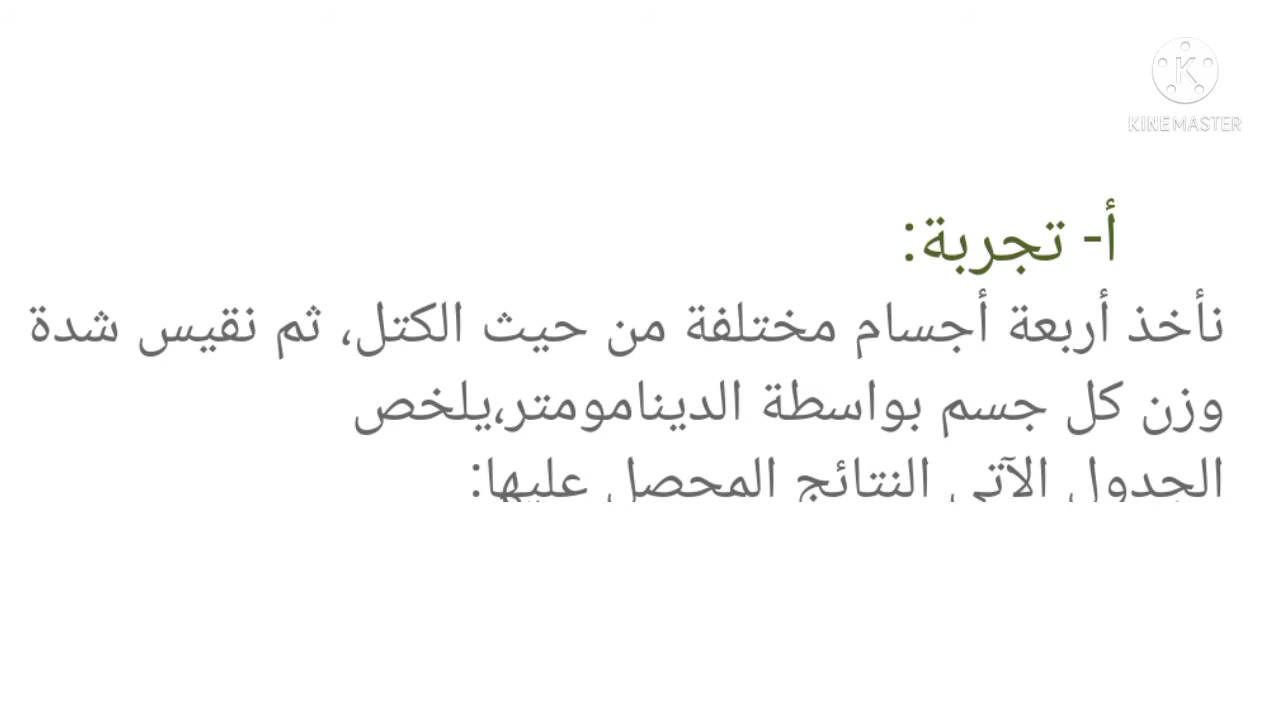 K
KINEMASTER
أ- تجربة:
نأخذ أربعة أجسام مختلفة من حيث الكتل، ثم نقيس شدة
وزن كل جسم بواسطة الدينامومتر،يلخص
الجدول الآتي النتائج المحصل عليها: